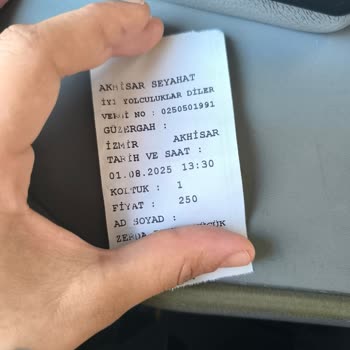 AKHİSAR SEYAHAT
İYİ YOLCULUKLAR DİLER
VERGİ NO : 0250501991
GÜZERGAH :
İZMİR AKHİSAR
TARİH VE SAAT :
01.08.2025 13:30
KOLTUK : 1
FİYAT : 250
AD SOYAD :